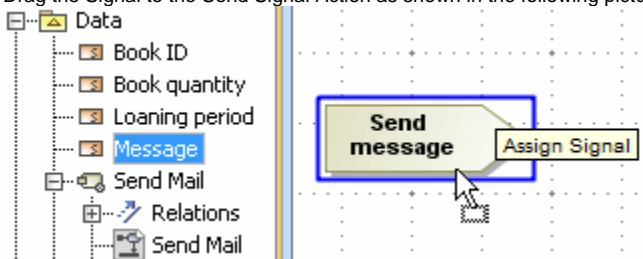 Drag the Signal to the Send Signal Action as shown in the following pictu
Data
Book ID
Book quantity
Loaning period
Message
Send Mail
Relations
Send Mail
Send
message
Assign Signal